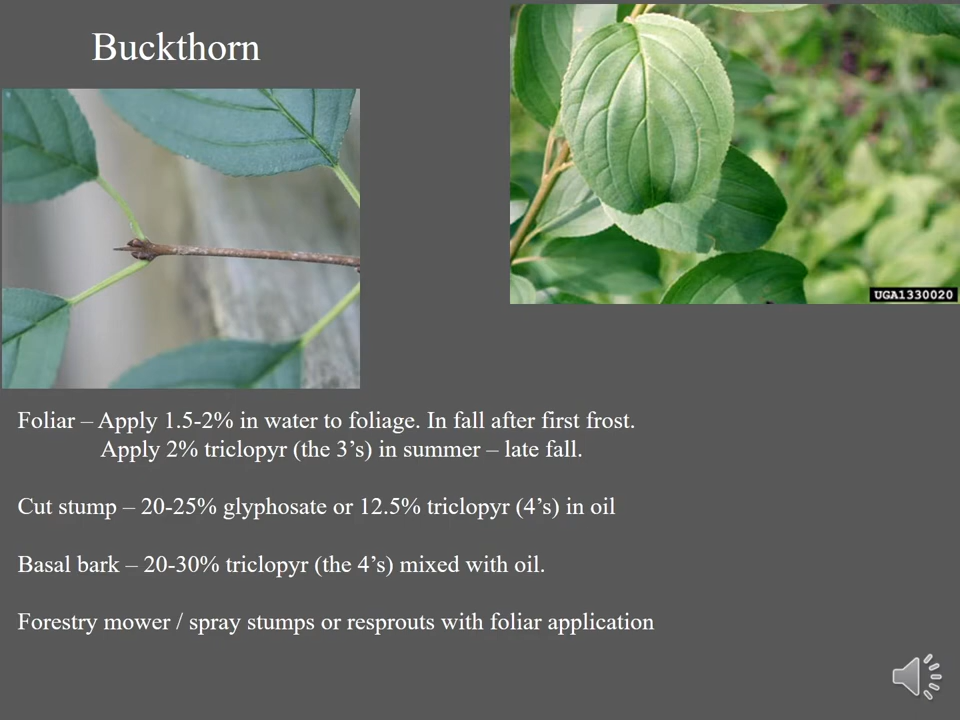 Buckthorn
UGA1330020
Foliar – Apply 1.5-2% in water to foliage. In fall after first frost.
Apply 2% triclopyr (the 3’s) in summer – late fall.
Cut stump – 20-25% glyphosate or 12.5% triclopyr (4’s) in oil
Basal bark – 20-30% triclopyr (the 4’s) mixed with oil.
Forestry mower / spray stumps or resprouts with foliar application